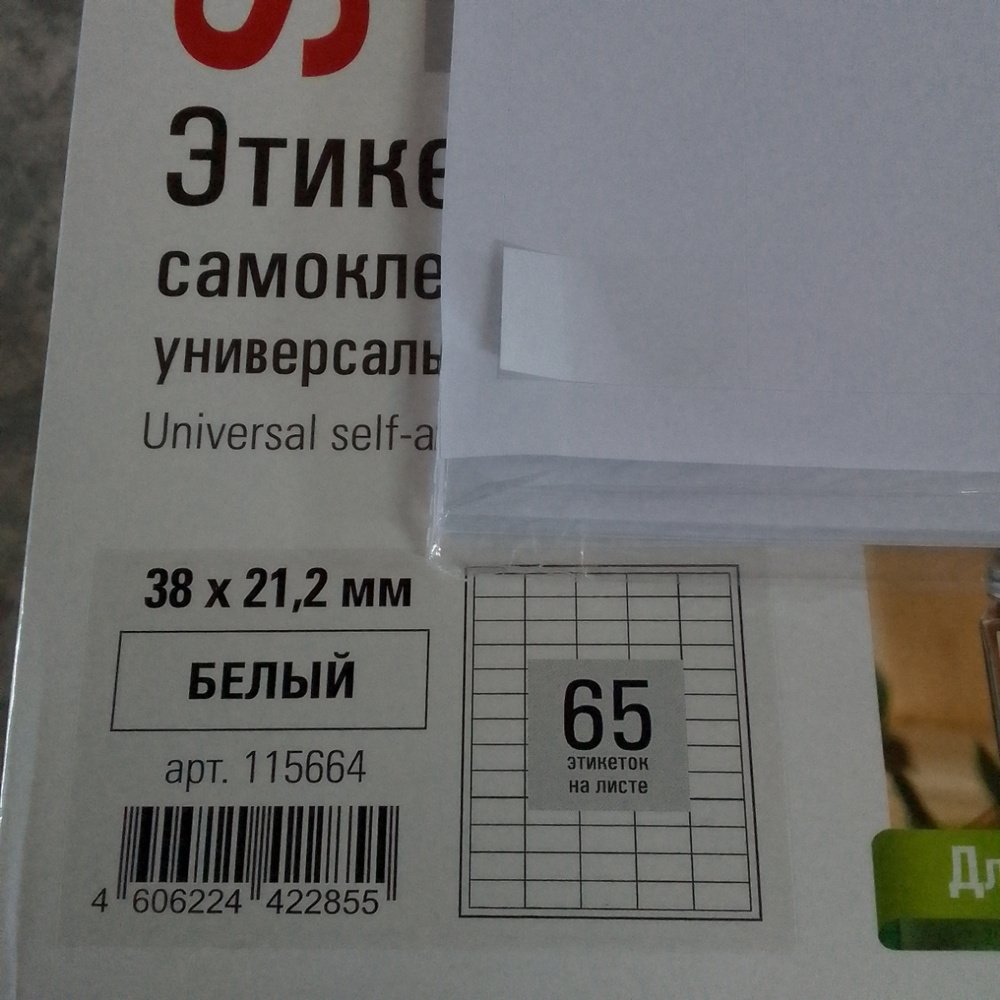 Этике
самокле
универсаль
Universal self-a
38 x 21,2 мм
БЕЛЫЙ
арт. 115664
4 606224 422855
65
этикеток
на листе
Дл